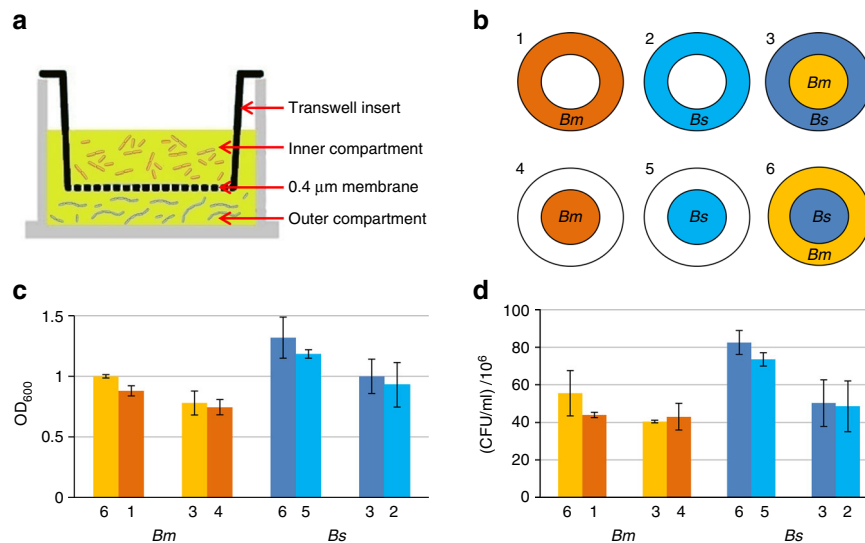 a
Transwell insert
Inner compartment
0.4 μm membrane
Outer compartment
b
1 2 3
Bm Bs Bm
Bs
4 5 6
Bm Bs Bs
Bm
c
OD600
1.5
1
0.5
0
6 1 3 4 6 5 3 2
Bm Bs
d
(CFU/ml) /10^6
100
80
60
40
20
0
6 1 3 4 6 5 3 2
Bm Bs